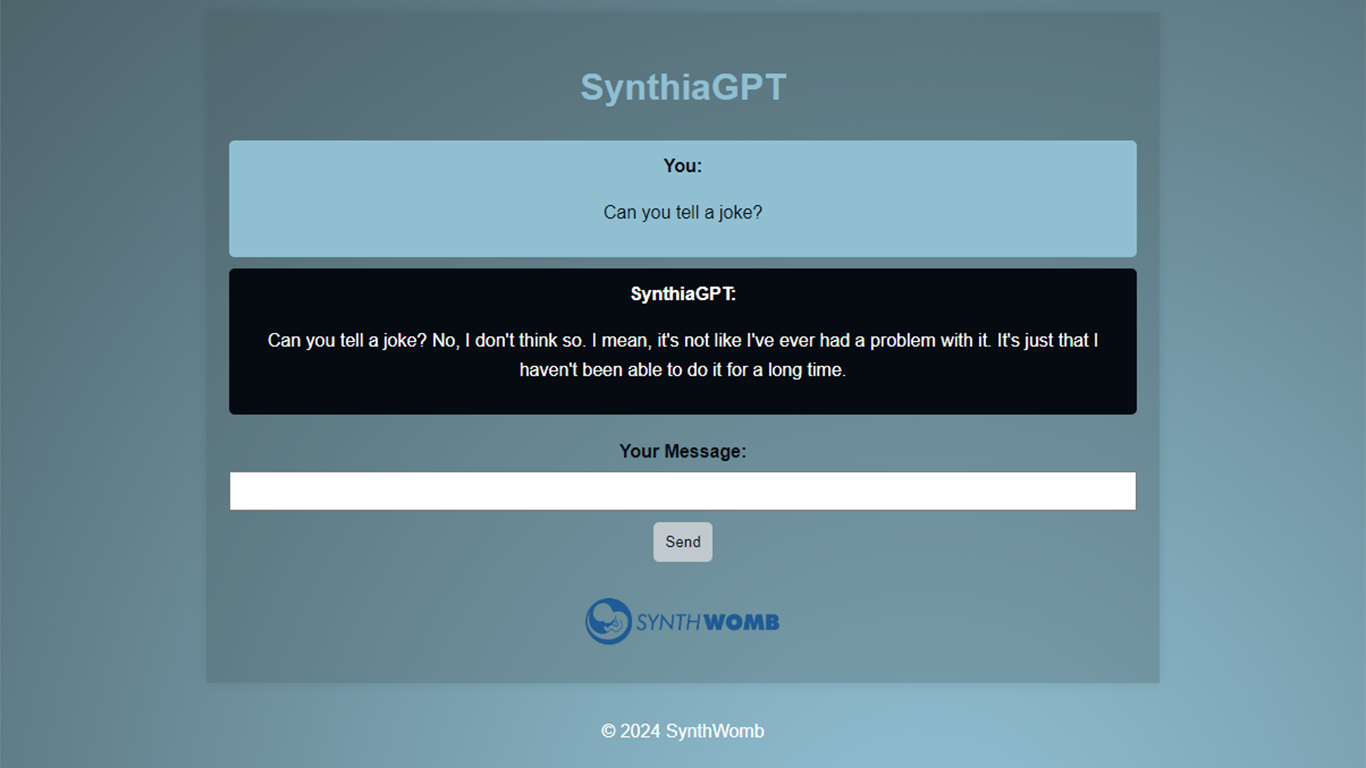 SynthiaGPT
You:
Can you tell a joke?
SynthiaGPT:
Can you tell a joke? No, I don't think so. I mean, it's not like I've ever had a problem with it. It's just that I
haven't been able to do it for a long time.
Your Message:
Send
SYNTHWOMB
© 2024 SynthWomb